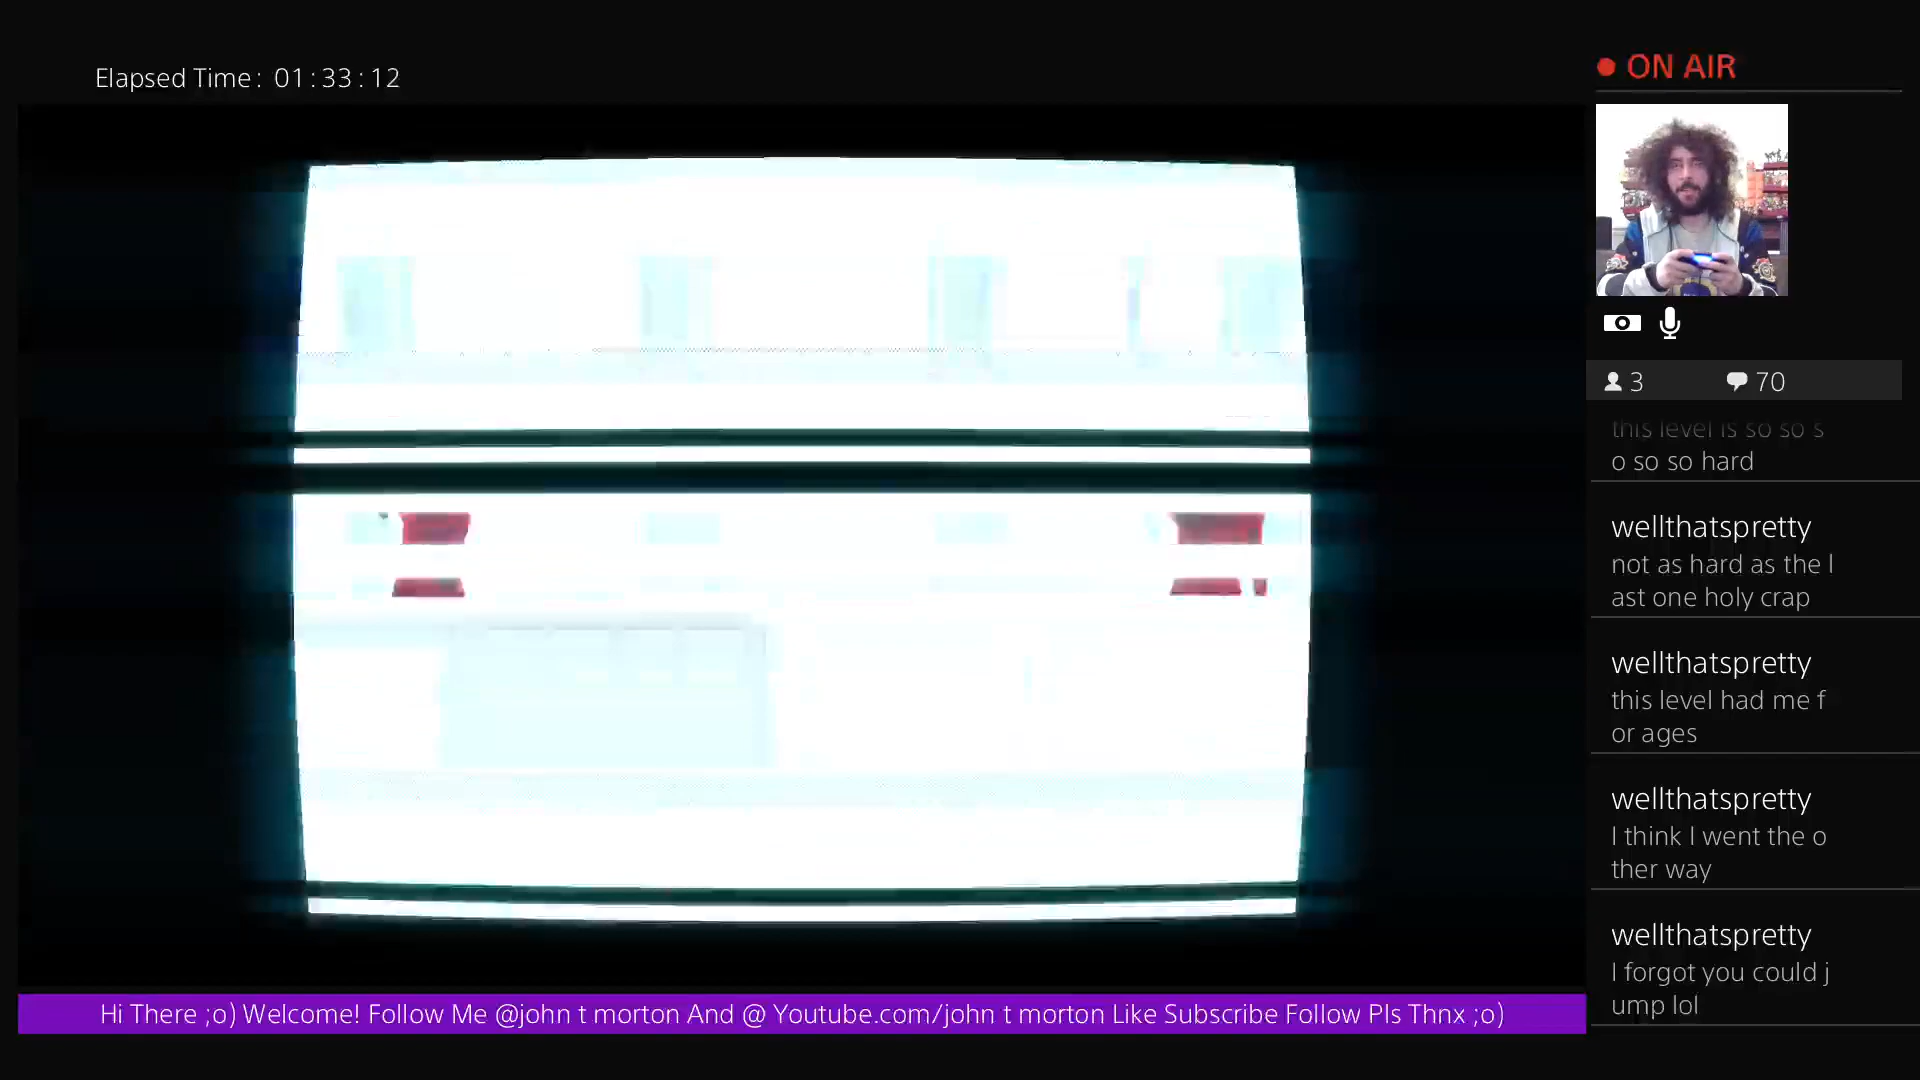 Elapsed Time: 01:33:12
ON AIR
3
70
this level is so so s
o so so hard
wellthatspretty
not as hard as the l
ast one holy crap
wellthatspretty
this level had me f
or ages
wellthatspretty
I think I went the o
ther way
wellthatspretty
I forgot you could j
ump lol
Hi There ;o) Welcome! Follow Me @john t morton And @ Youtube.com/john t morton Like Subscribe Follow Pls Thnx ;o)